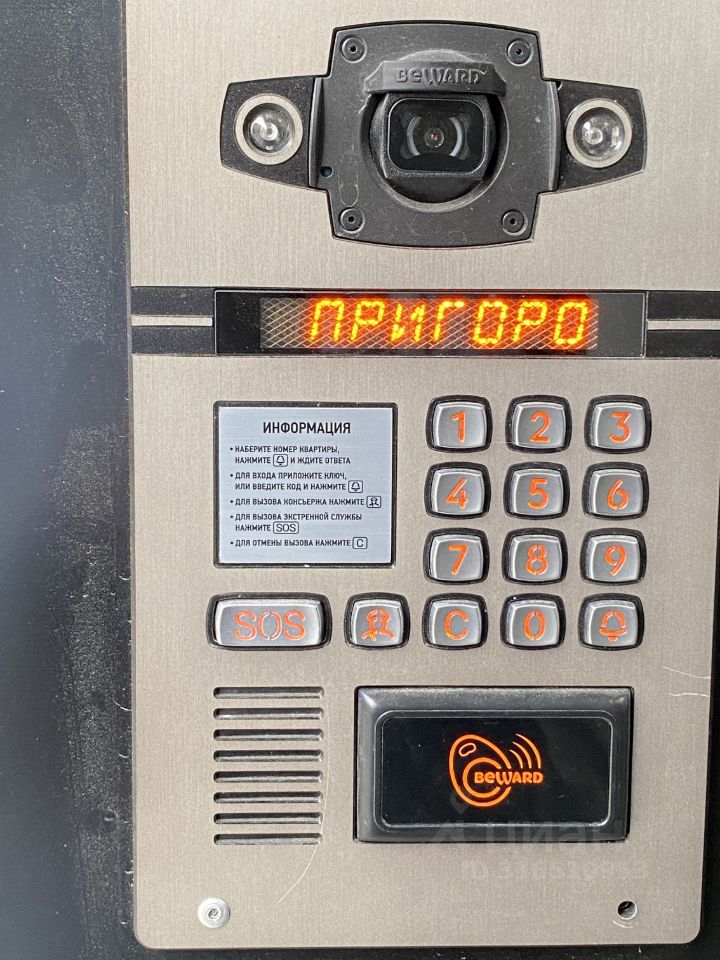 BEWARD
ПРИГОРО
ИНФОРМАЦИЯ
• НАБЕРИТЕ НОМЕР КВАРТИРЫ,
НАЖМИТЕ И ЖДИТЕ ОТВЕТА
• ДЛЯ ВХОДА ПРИЛОЖИТЕ КЛЮЧ,
ИЛИ ВВЕДИТЕ КОД И НАЖМИТЕ
• ДЛЯ ВЫЗОВА КОНСЬЕРЖА НАЖМИТЕ
• ДЛЯ ВЫЗОВА ЭКСТРЕННОЙ СЛУЖБЫ
НАЖМИТЕ SOS
• ДЛЯ ОТМЕНЫ ВЫЗОВА НАЖМИТЕ C
1 2 3
4 5 6
7 8 9
SOS C 0
BEWARD
ЦИАН